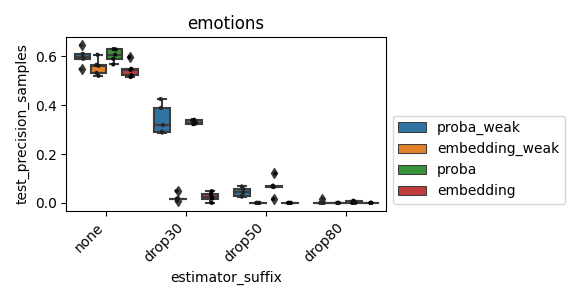 emotions
test_precision_samples
0.6
0.4
0.2
0.0
none
drop30
drop50
drop80
estimator_suffix
proba_weak
embedding_weak
proba
embedding